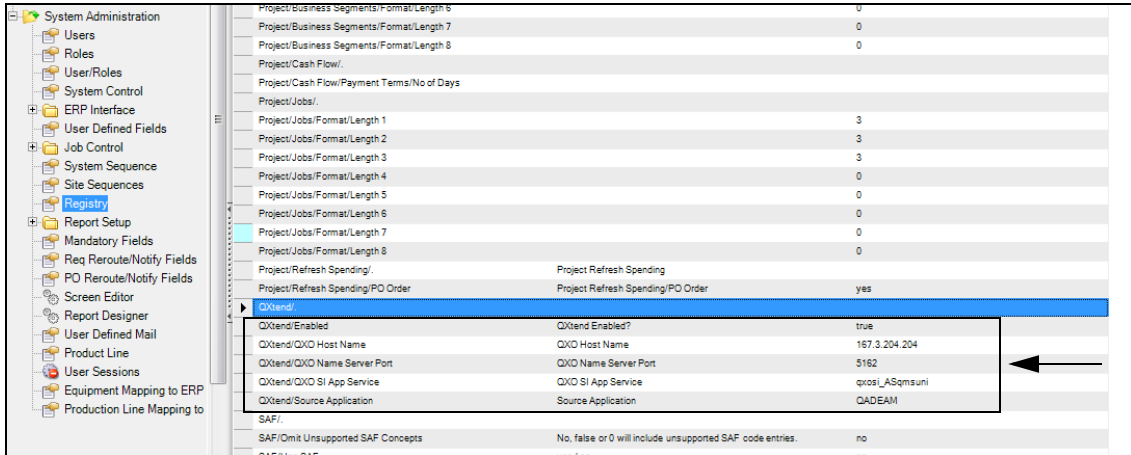 System Administration
Users
Roles
User/Roles
System Control
ERP Interface
User Defined Fields
Job Control
System Sequence
Site Sequences
Registry
Report Setup
Mandatory Fields
Req Reroute/Notify Fields
PO Reroute/Notify Fields
Screen Editor
Report Designer
User Defined Mail
Product Line
User Sessions
Equipment Mapping to ERP
Production Line Mapping to
Project/Business Segments/Format/Length 6 0
Project/Business Segments/Format/Length 7 0
Project/Business Segments/Format/Length 8 0
Project/Cash Flow/.
Project/Cash Flow/Payment Terms/No of Days
Project/Jobs/.
Project/Jobs/Format/Length 1 3
Project/Jobs/Format/Length 2 3
Project/Jobs/Format/Length 3 3
Project/Jobs/Format/Length 4 0
Project/Jobs/Format/Length 5 0
Project/Jobs/Format/Length 6 0
Project/Jobs/Format/Length 7 0
Project/Jobs/Format/Length 8 0
Project/Refresh Spending/. Project Refresh Spending
Project/Refresh Spending/PO Order Project Refresh Spending/PO Order yes
QXtend/.
QXtend/Enabled QXtend Enabled? true
QXtend/QXO Host Name QXO Host Name 167.3.204.204
QXtend/QXO Name Server Port QXO Name Server Port 5162
QXtend/QXO SI App Service QXO SI App Service qxosi_ASqmsuni
QXtend/Source Application Source Application QADEAM
SAF/.
SAF/Omit Unsupported SAF Concepts No, false or 0 will include unsupported SAF code entries. no